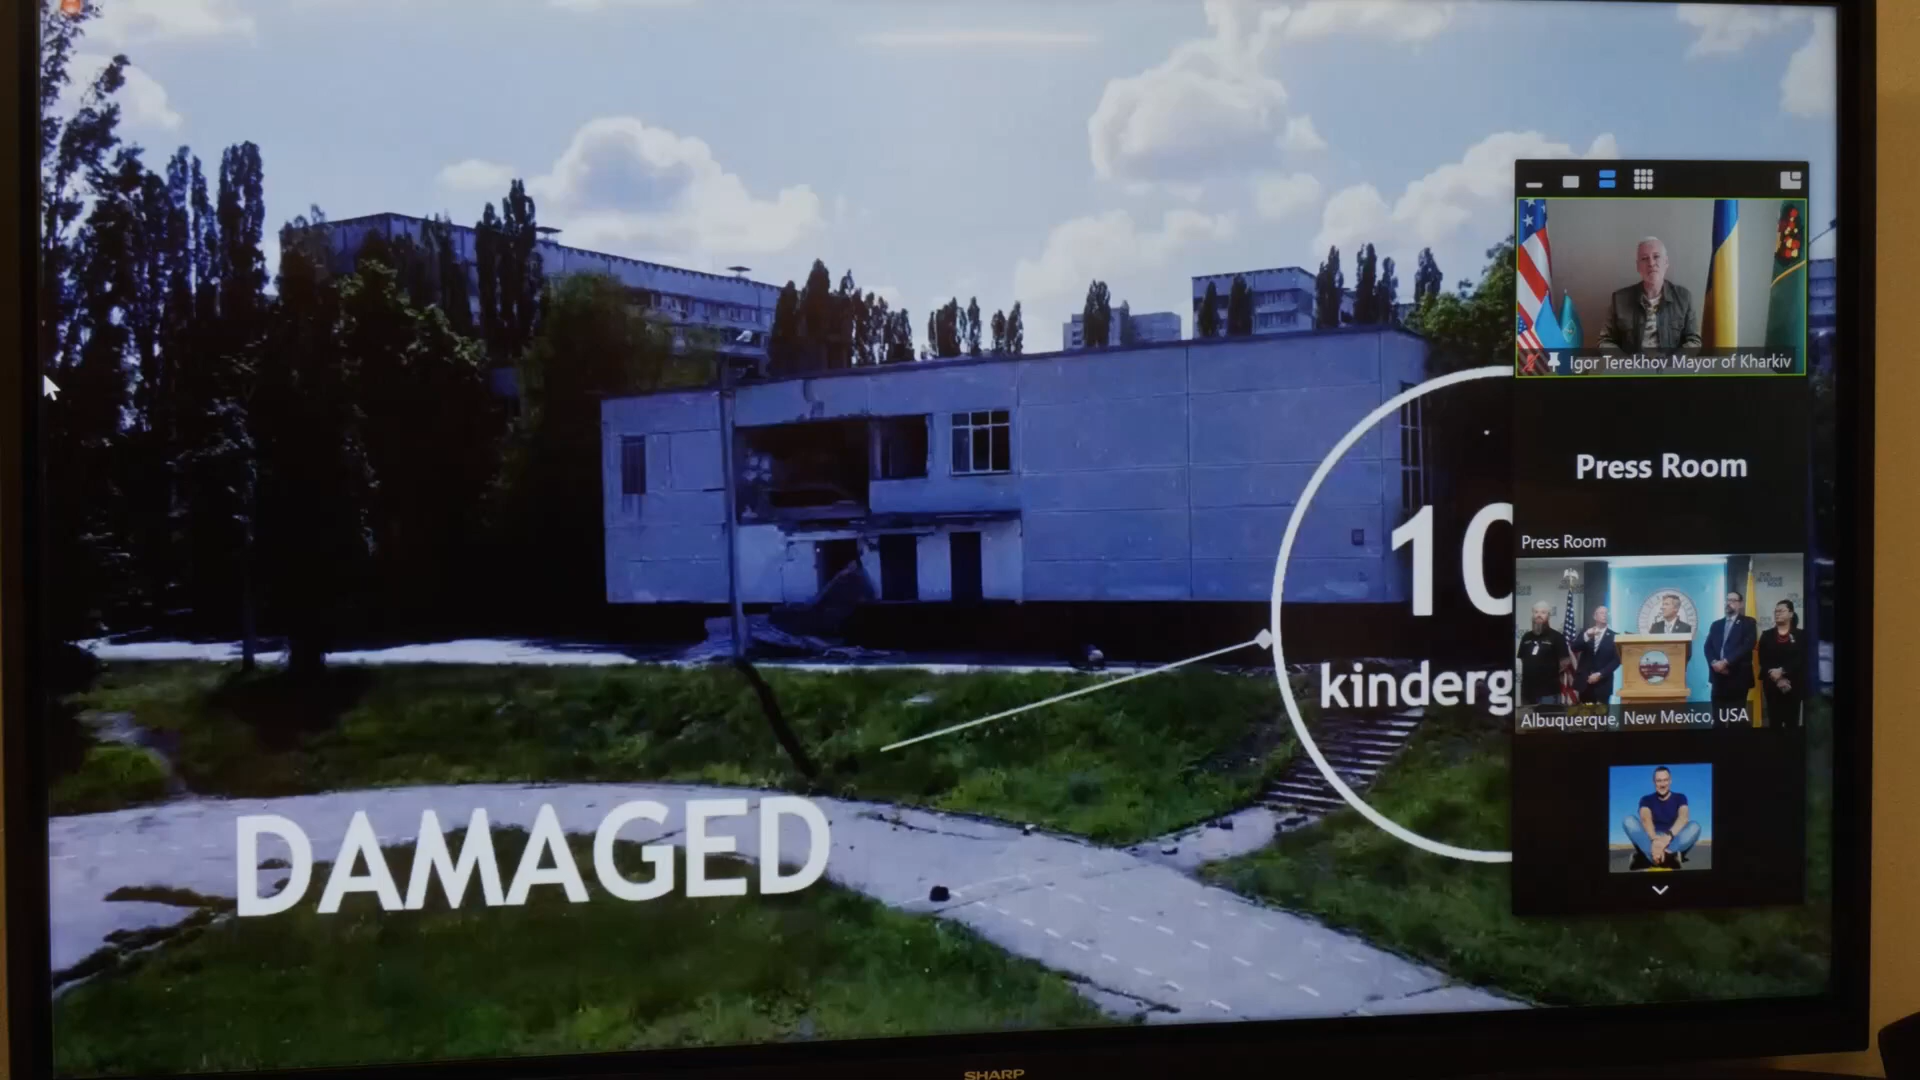 Igor Terekhov Mayor of Kharkiv
Press Room
10
Press Room
kinderg
Albuquerque, New Mexico, USA
DAMAGED
SHARP